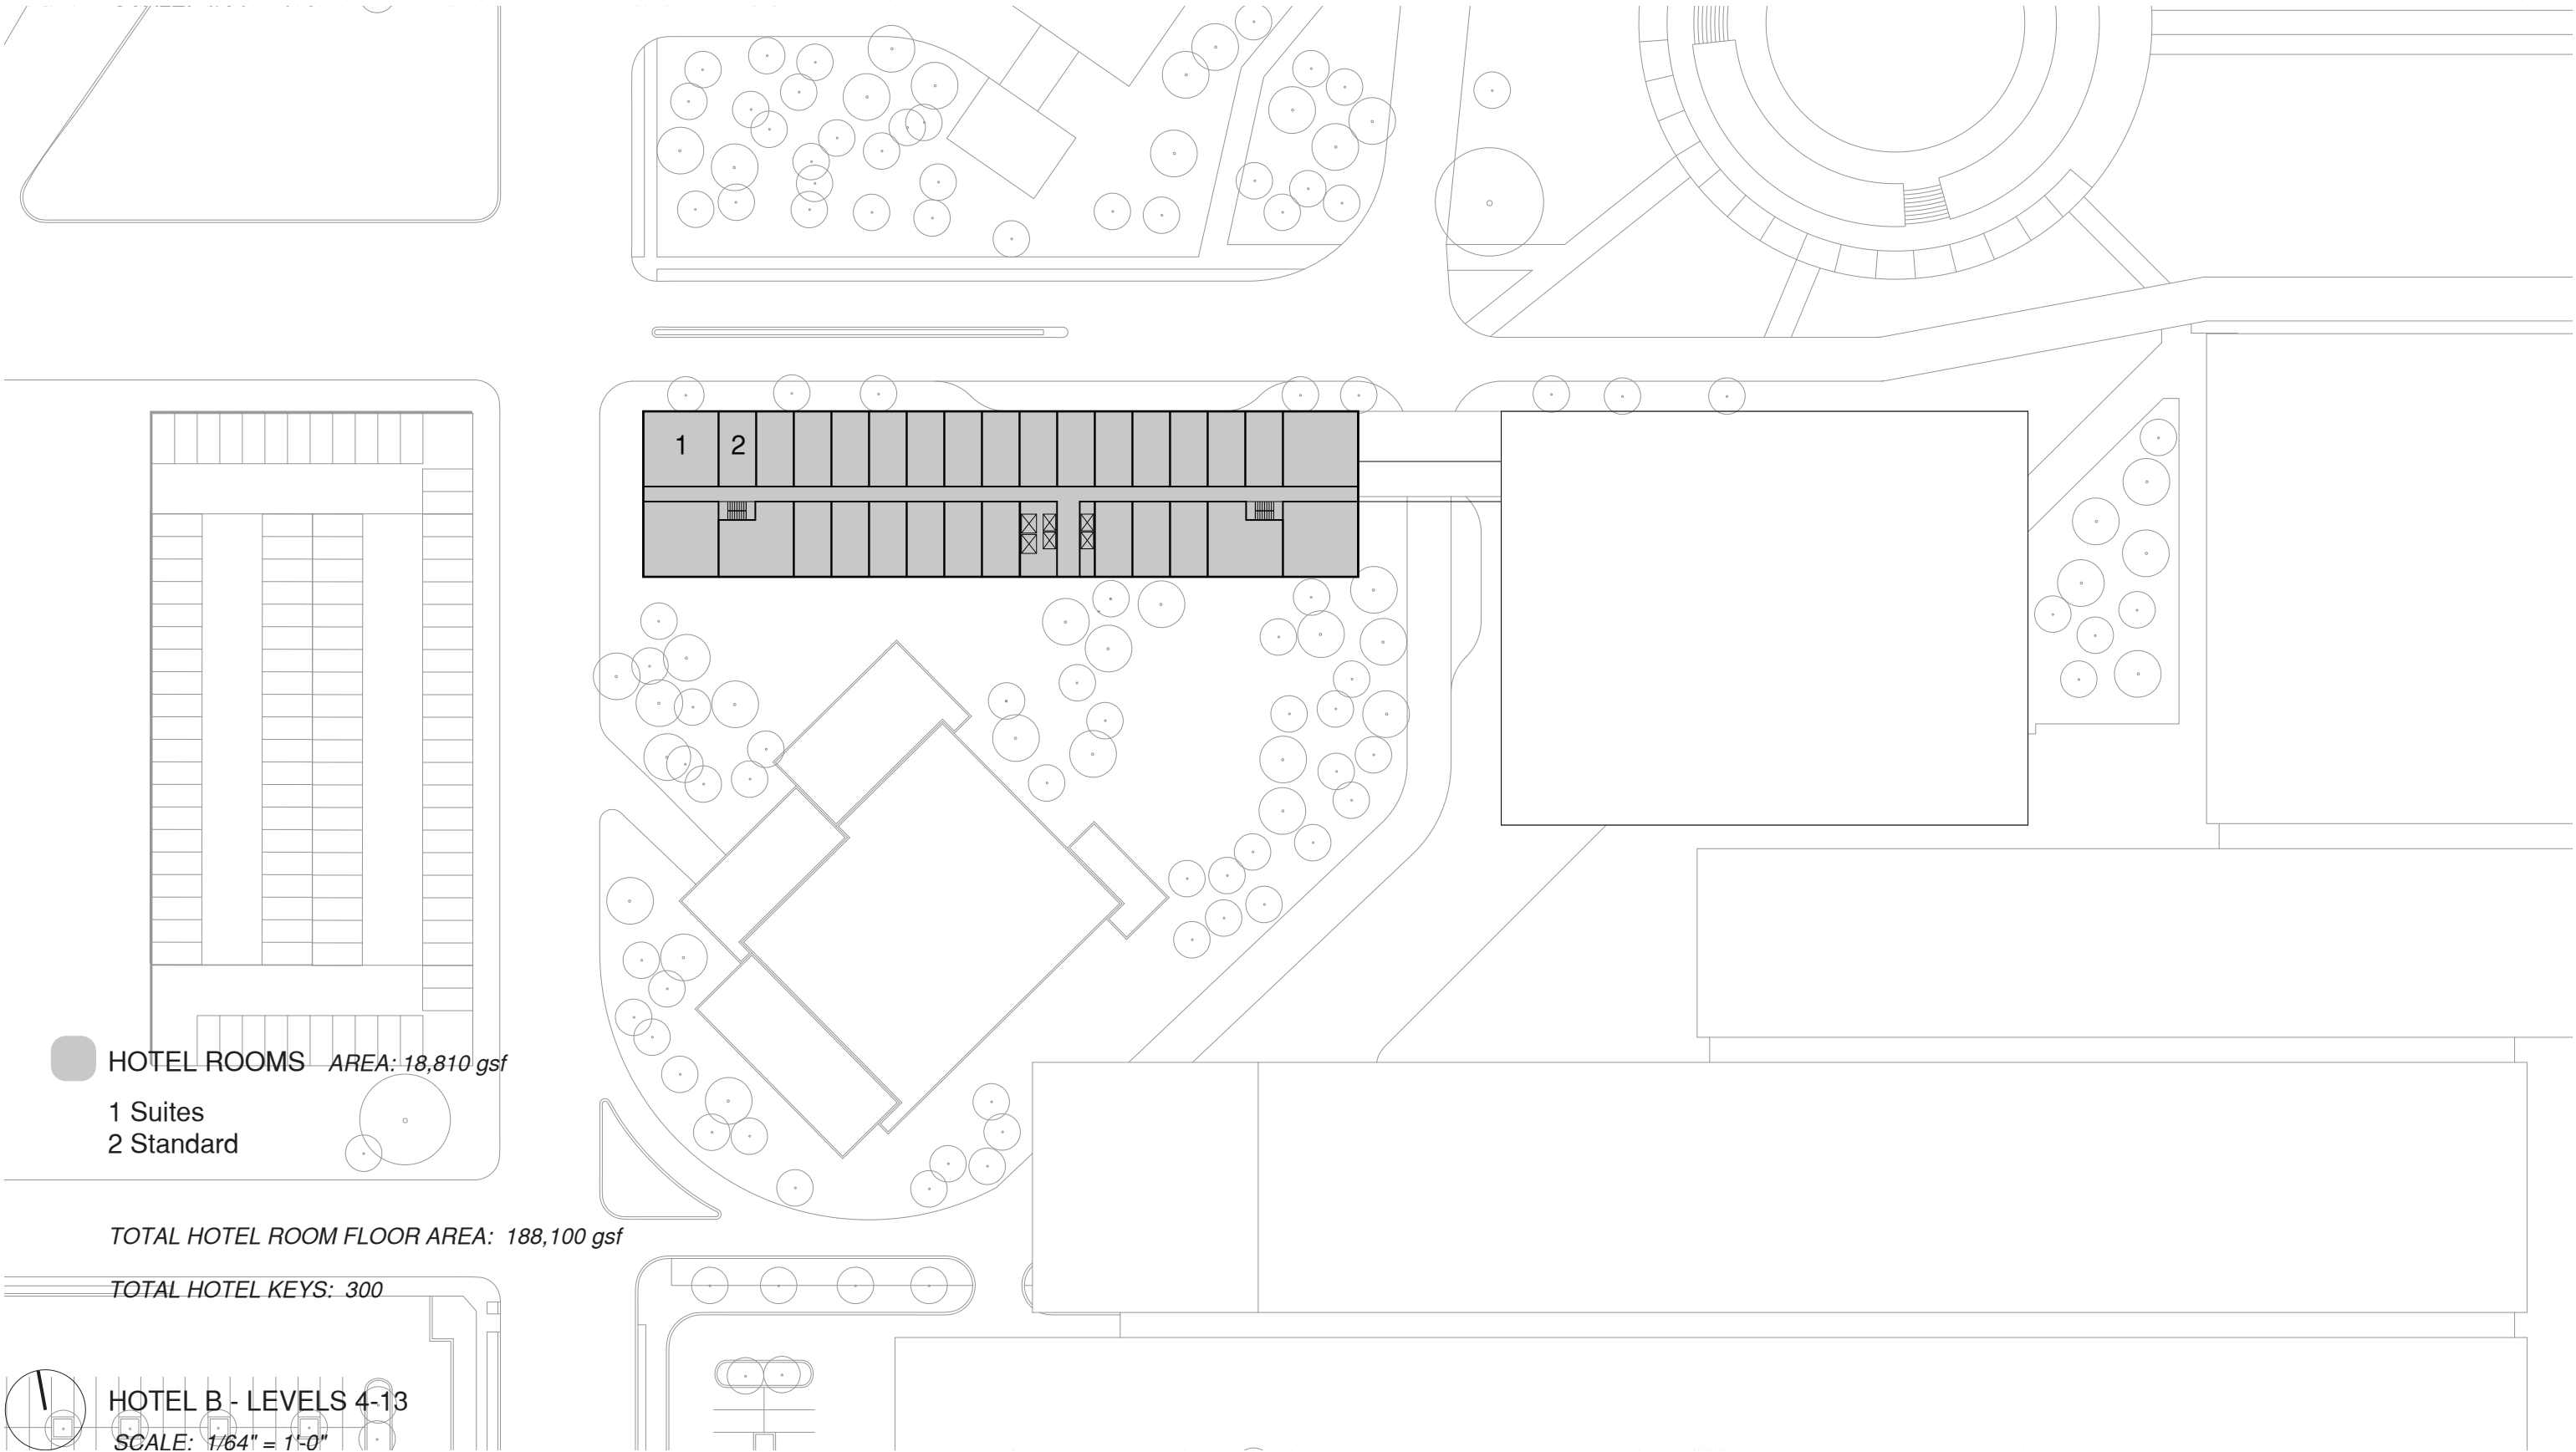 1
2
HOTEL ROOMS AREA: 18,810 gsf
1 Suites
2 Standard
TOTAL HOTEL ROOM FLOOR AREA: 188,100 gsf
TOTAL HOTEL KEYS: 300
HOTEL B - LEVELS 4-13
SCALE: 1/64" = 1'-0"